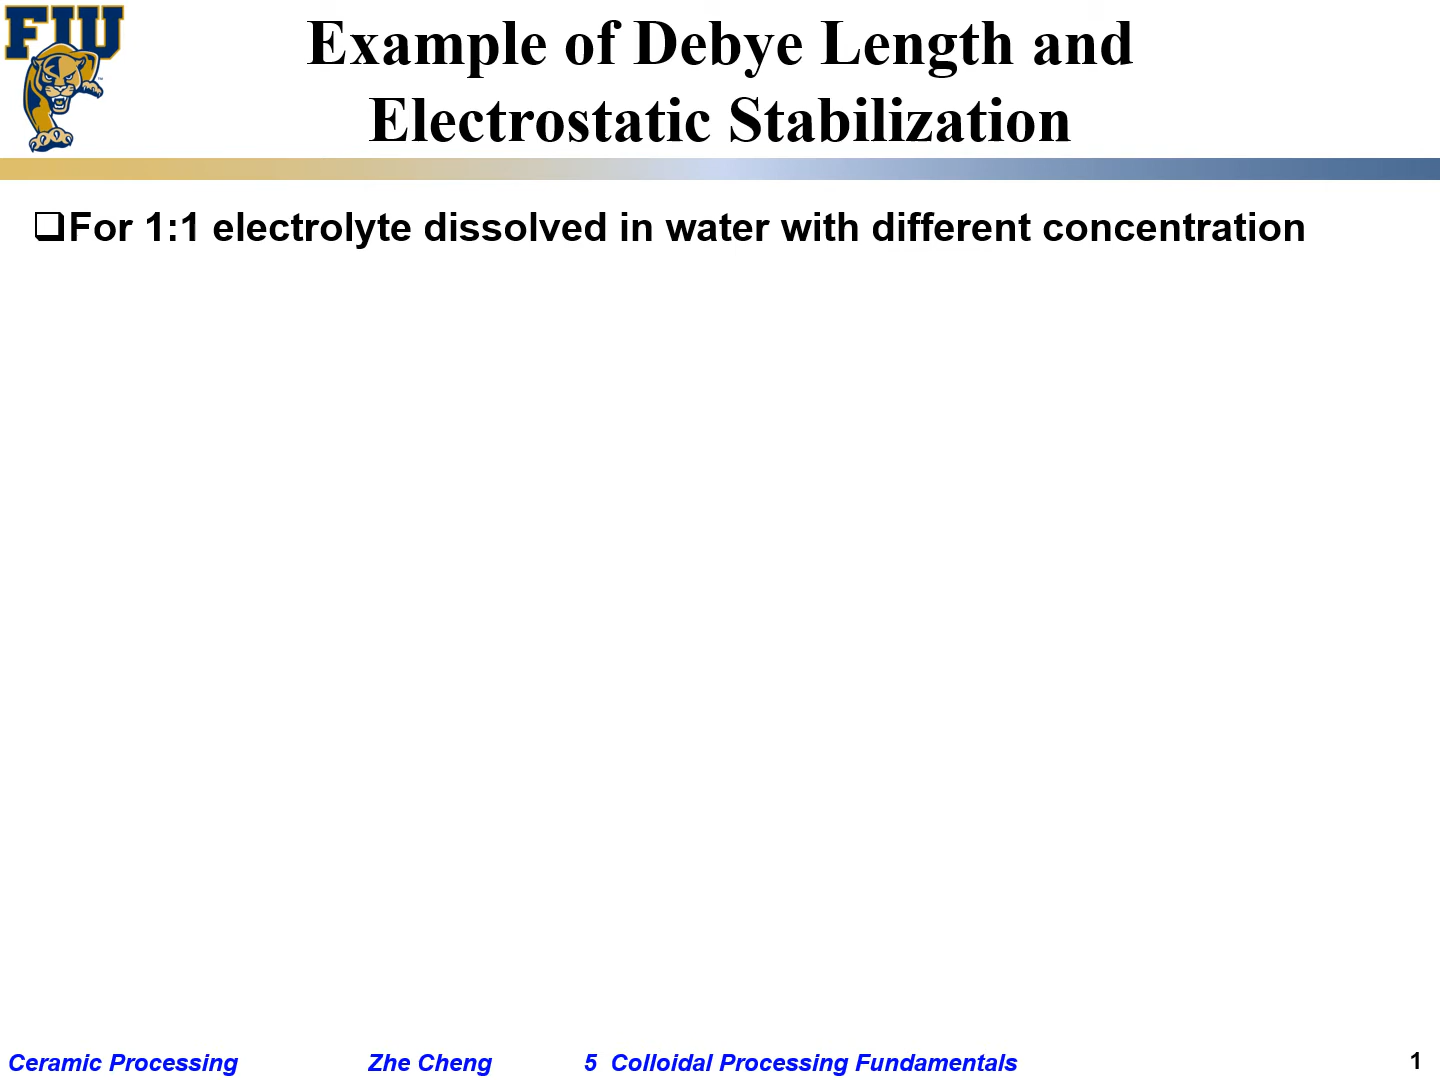 FIU
Example of Debye Length and
Electrostatic Stabilization
❑For 1:1 electrolyte dissolved in water with different concentration
Ceramic Processing Zhe Cheng 5 Colloidal Processing Fundamentals 1